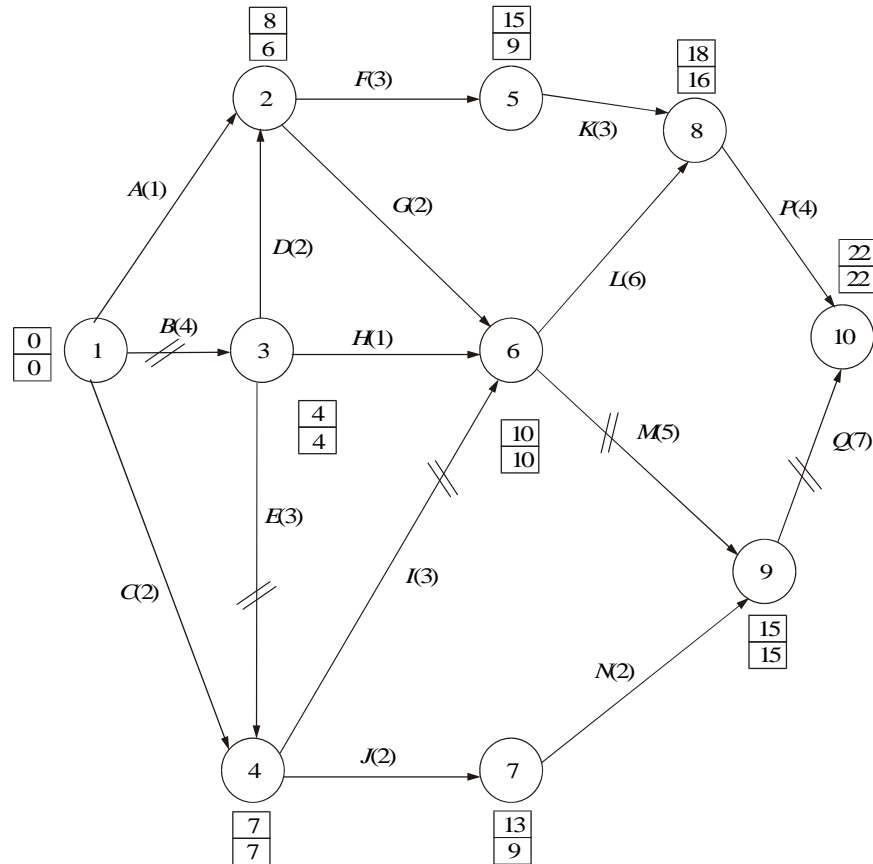 8
6
15
9
18
16
2
F(3)
5
K(3)
8
A(1)
G(2)
P(4)
D(2)
L(6)
22
22
0
0
1
B(4)
3
H(1)
6
10
4
4
10
10
M(5)
Q(7)
E(3)
C(2)
I(3)
9
15
15
N(2)
4
J(2)
7
7
7
13
9